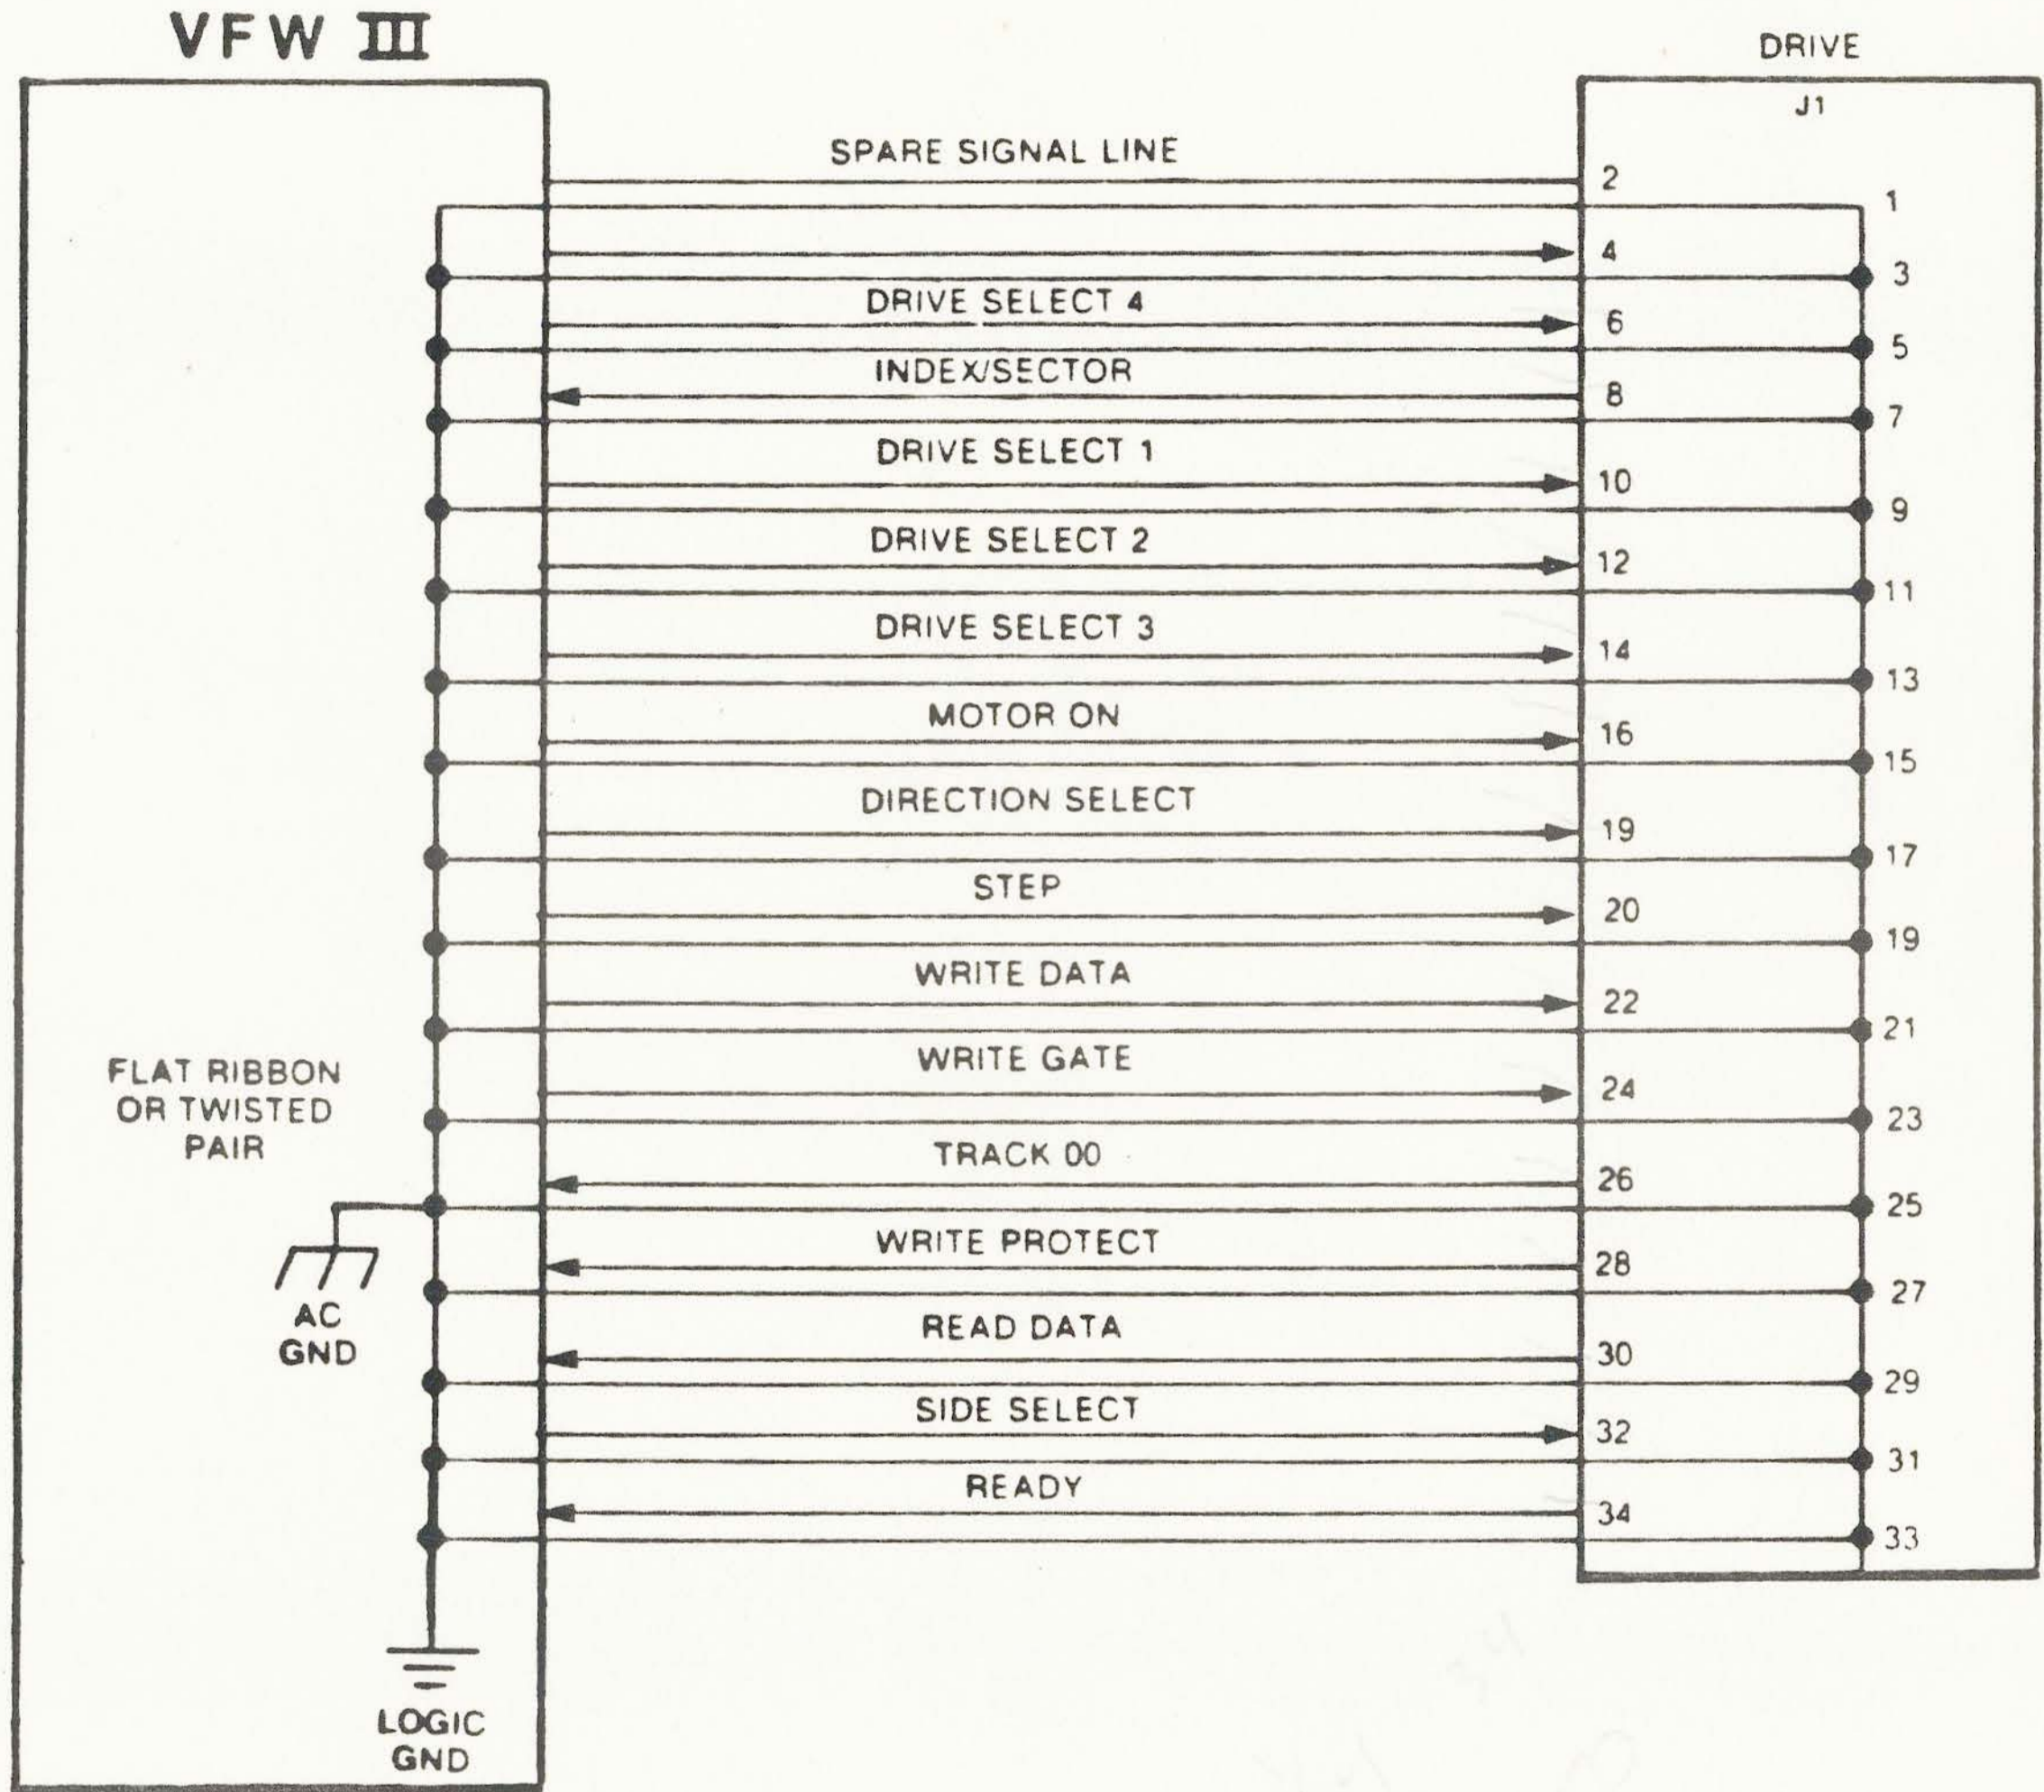 VFW III
DRIVE
J1
SPARE SIGNAL LINE
2
1
4
3
DRIVE SELECT 4
6
5
INDEX/SECTOR
8
7
DRIVE SELECT 1
10
9
DRIVE SELECT 2
12
11
DRIVE SELECT 3
14
13
MOTOR ON
16
15
DIRECTION SELECT
19
17
STEP
20
19
WRITE DATA
22
21
WRITE GATE
24
23
FLAT RIBBON
OR TWISTED
PAIR
TRACK 00
26
25
WRITE PROTECT
28
27
AC
GND
READ DATA
30
29
SIDE SELECT
32
31
READY
34
33
LOGIC
GND